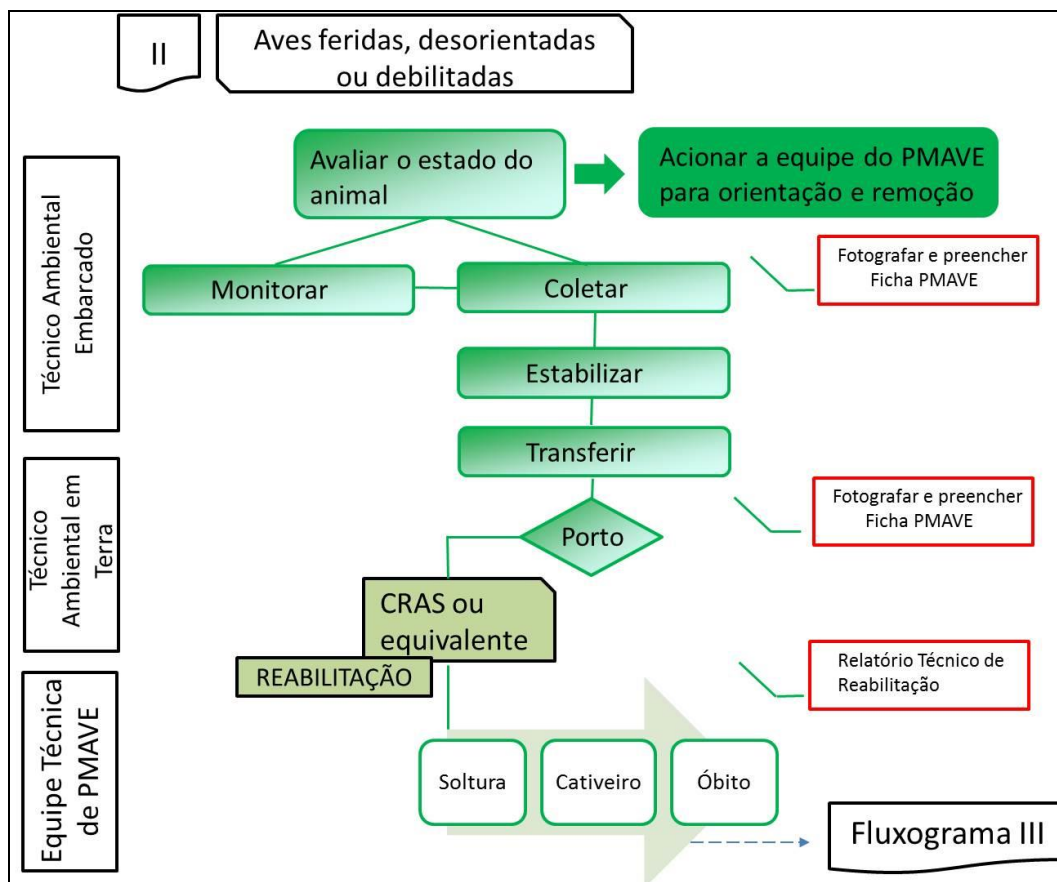 II
Aves feridas, desorientadas
ou debilitadas
Técnico Ambiental
Embarcado
Avaliar o estado do
animal
Acionar a equipe do PMAVE
para orientação e remoção
Monitorar
Coletar
Fotografar e preencher
Ficha PMAVE
Estabilizar
Transferir
Técnico
Ambiental em
Terra
Fotografar e preencher
Ficha PMAVE
Porto
CRAS ou
equivalente
REABILITAÇÃO
Relatório Técnico de
Reabilitação
Equipe Técnica
de PMAVE
Soltura
Cativeiro
Óbito
Fluxograma III